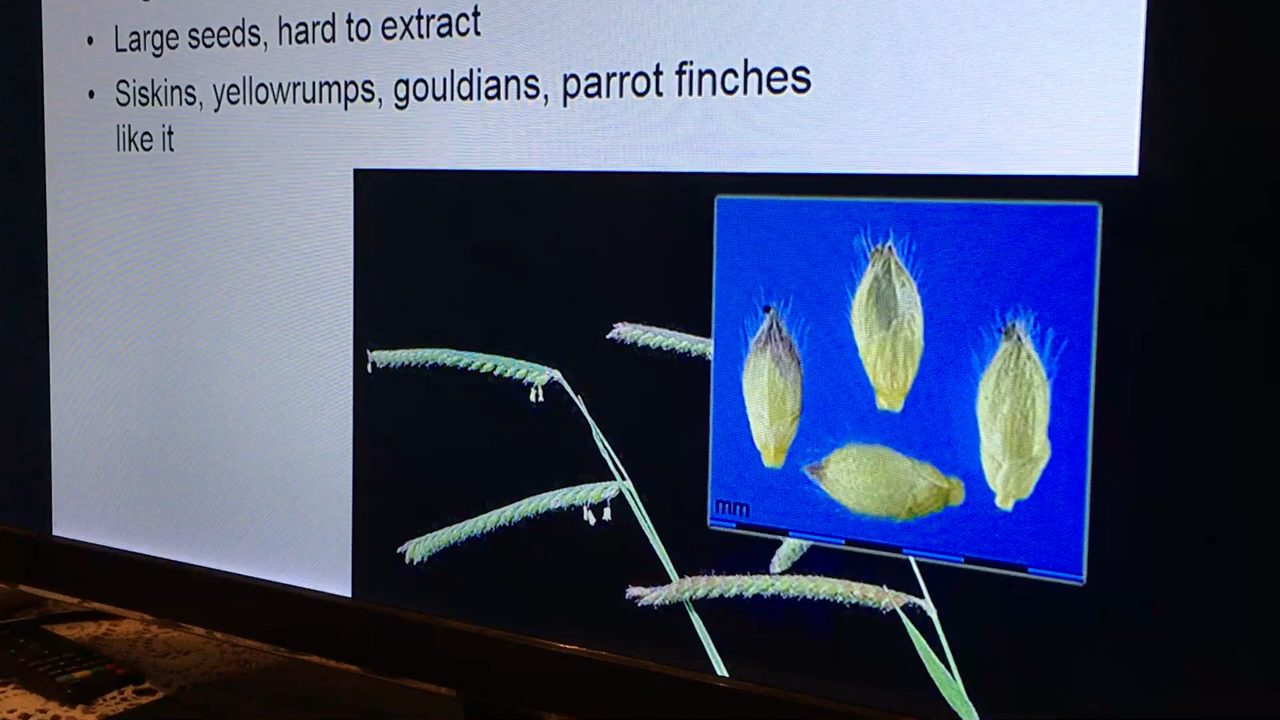 • Large seeds, hard to extract
• Siskins, yellowrumps, gouldians, parrot finches
like it
mm